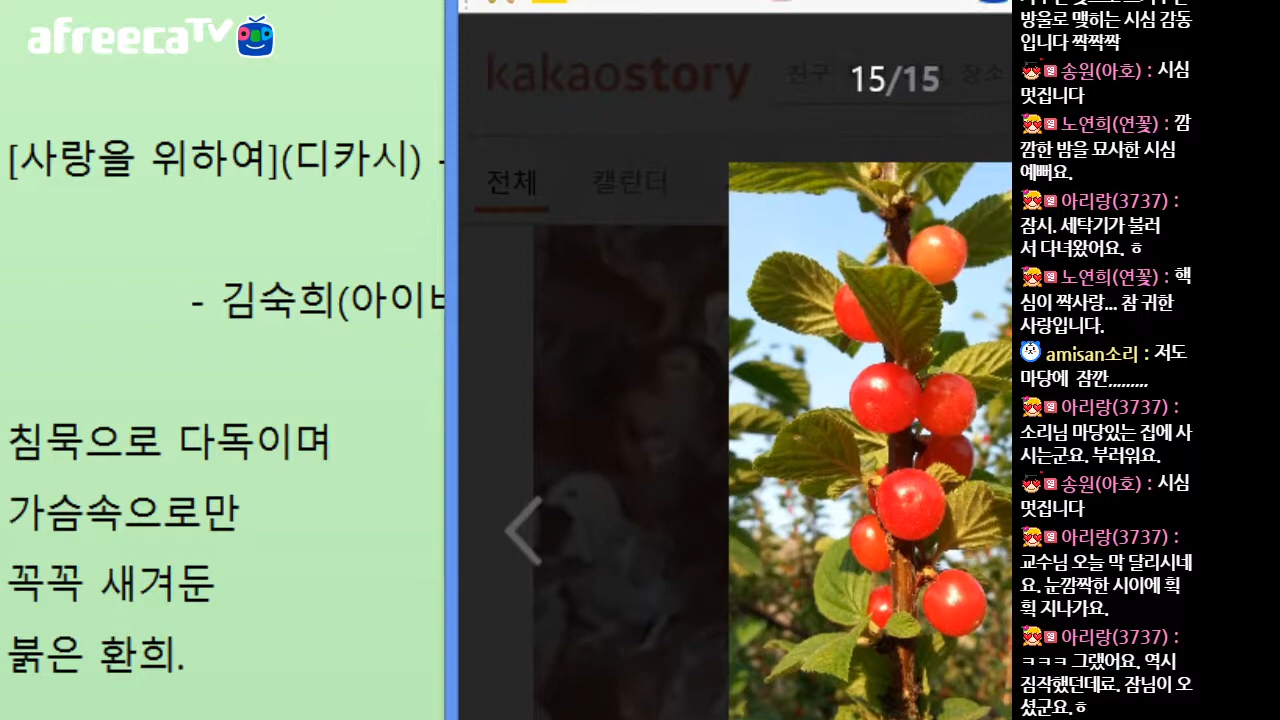 afreecaTV
[사랑을 위하여](디카시) -
- 김숙희(아이
침묵으로 다독이며
가슴속으로만
꼭꼭 새겨둔
붉은 환희.
kakaostory
친구
15/15
장소
전체
캘린더
방울로 맺히는 시심 감동
입니다 짝짝짝
송원(아호) : 시심
멋집니다
노연희(연꽃) : 깜
깜한 밤을 묘사한 시심
예뻐요.
아리랑(3737) :
잠시. 세탁기가 불러
서 다녀왔어요. ㅎ
노연희(연꽃) : 핵
심이 짝사랑... 참 귀한
사랑입니다.
amisan소리 : 저도
마당에 잠깐,,,,,,,,,
아리랑(3737) :
소리님 마당있는 집에 사
시는군요. 부러워요.
송원(아호) : 시심
멋집니다
아리랑(3737) :
교수님 오늘 막 달리시네
요. 눈깜짝한 시이에 휙
휙 지나가요.
아리랑(3737) :
ㅋㅋㅋ 그랬어요. 역시
짐작했던데료. 잠님이 오
셨군요.ㅎ